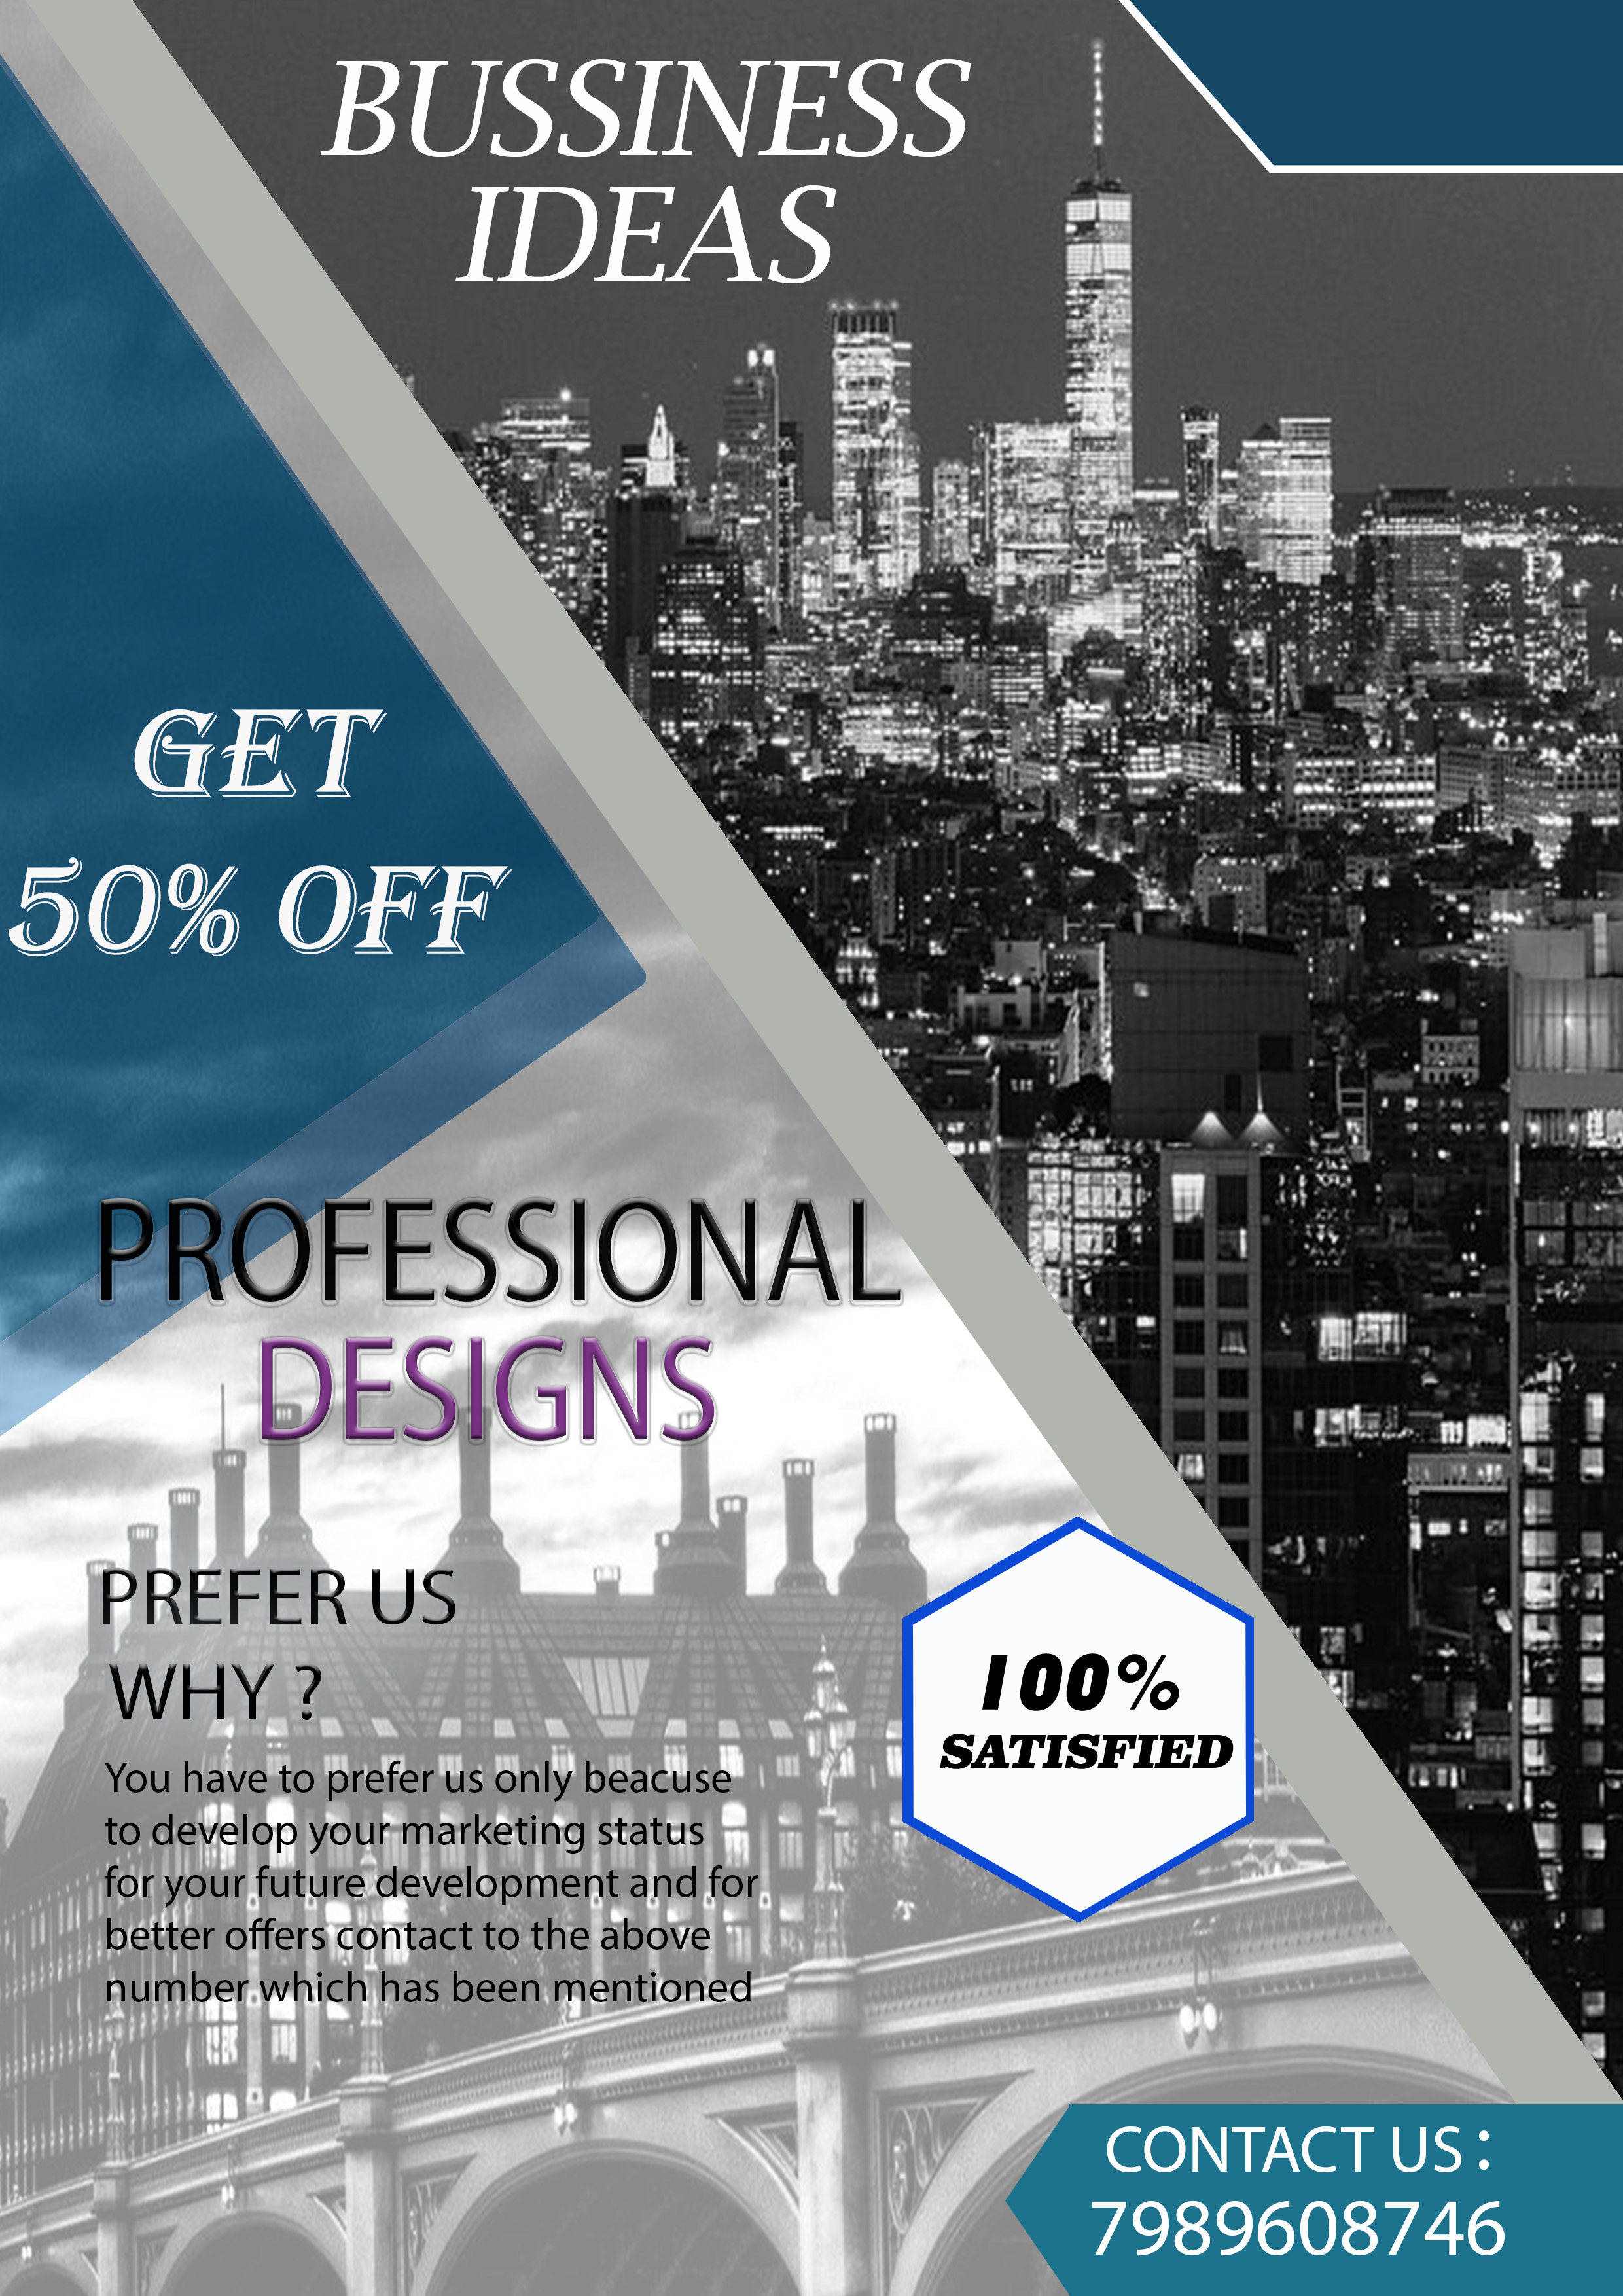 BUSSINESS
IDEAS
GET
50% OFF
PROFESSIONAL
DESIGNS
PREFER US
WHY ?
You have to prefer us only beacuse
to develop your marketing status
for your future development and for
better offers contact to the above
number which has been mentioned
100%
SATISFIED
CONTACT US :
7989608746